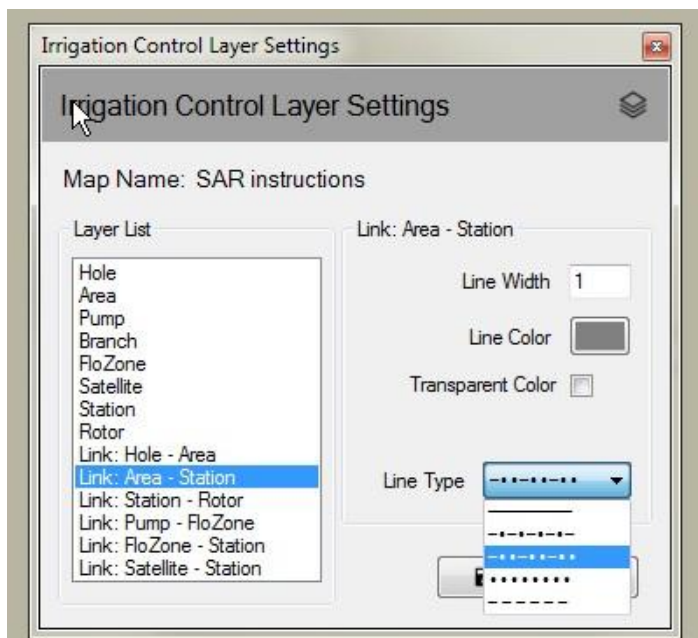 Irrigation Control Layer Settings
Irrigation Control Layer Settings
Map Name: SAR instructions
Layer List
Hole
Area
Pump
Branch
FloZone
Satellite
Station
Rotor
Link: Hole - Area
Link: Area - Station
Link: Station - Rotor
Link: Pump - FloZone
Link: FloZone - Station
Link: Satellite - Station
Link: Area - Station
Line Width 1
Line Color
Transparent Color
Line Type